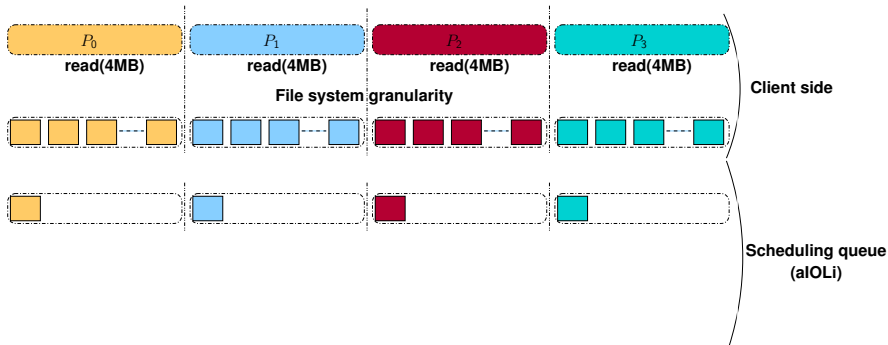 P0 P1 P2 P3
read(4MB) read(4MB) read(4MB) read(4MB)
Client side
File system granularity
Scheduling queue
(aIOLi)